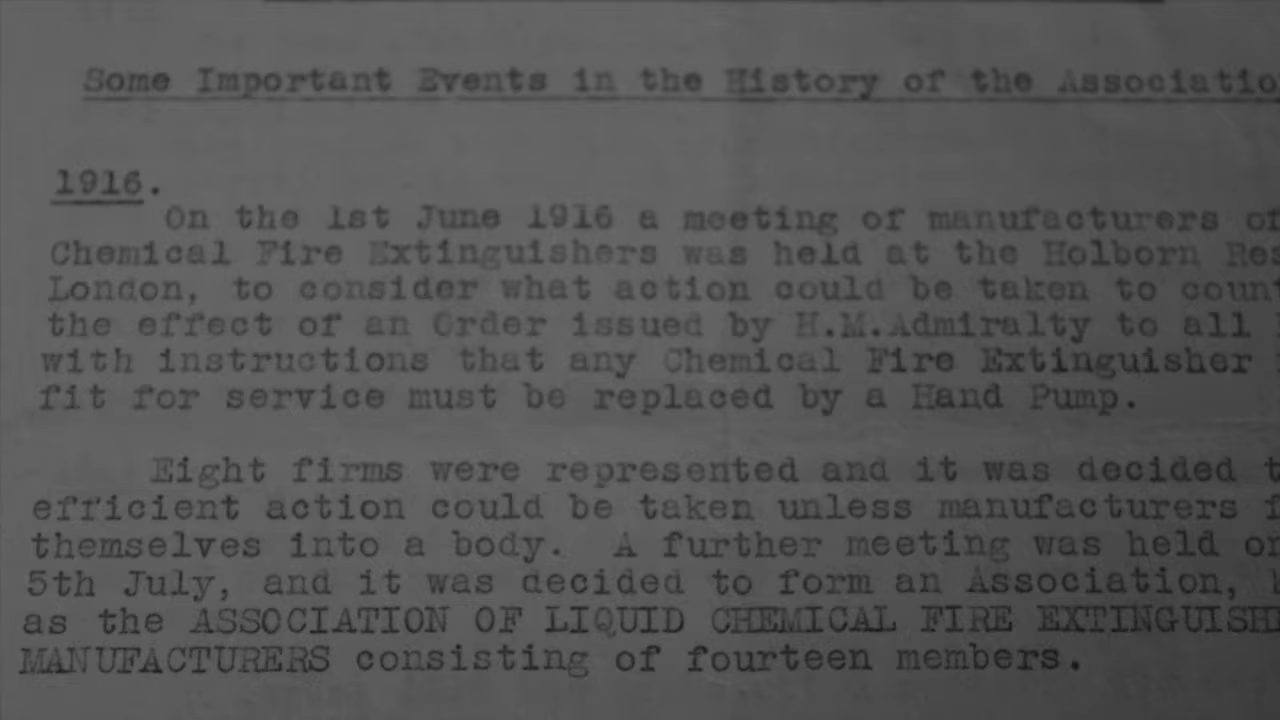 Some Important Events in the History of the Associatio
1916.
On the 1st June 1916 a meeting of manufacturers of
Chemical Fire Extinguishers was held at the Holborn Res
London, to consider what action could be taken to count
the effect of an Order issued by H.M.Admiralty to all
with instructions that any Chemical Fire Extinguisher
fit for service must be replaced by a Hand Pump.
Eight firms were represented and it was decided t
efficient action could be taken unless manufacturers f
themselves into a body. A further meeting was held on
5th July, and it was decided to form an Association,
as the ASSOCIATION OF LIQUID CHEMICAL FIRE EXTINGUISH
MANUFACTURERS consisting of fourteen members.